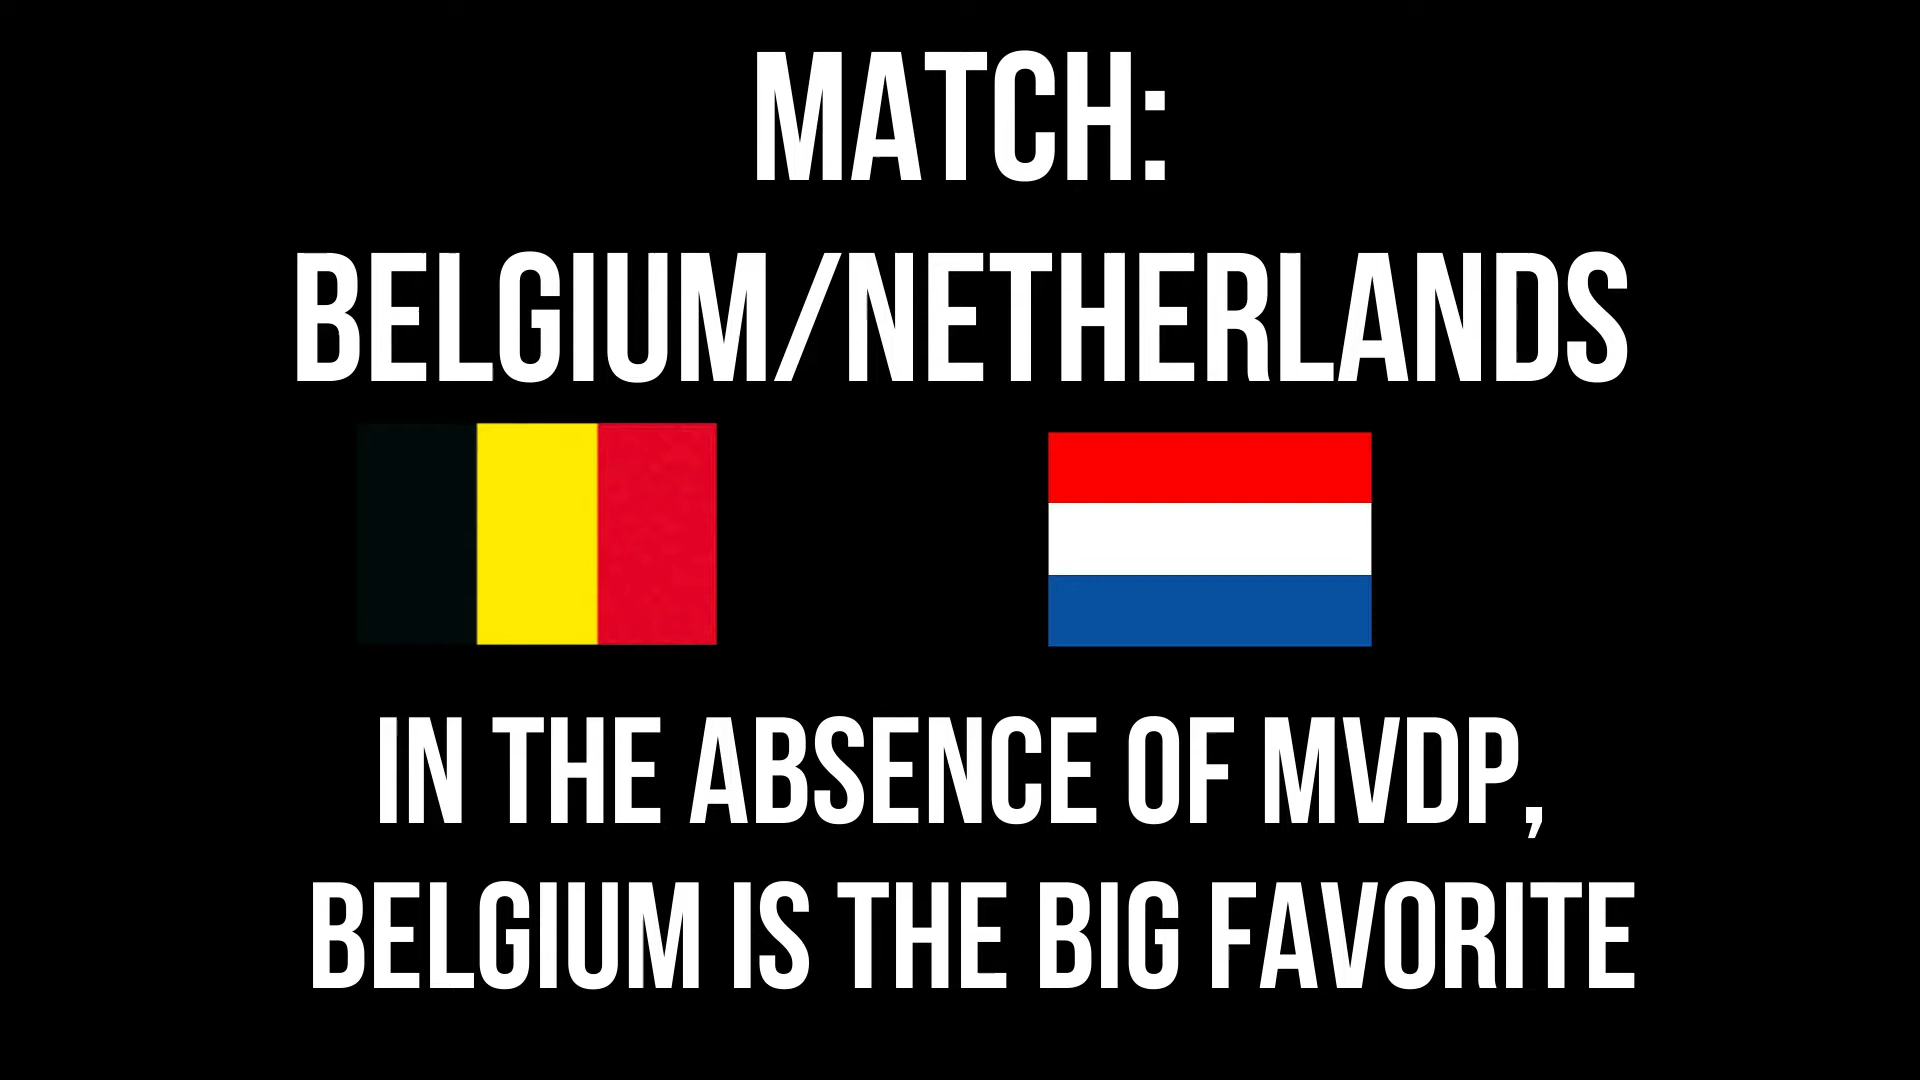 MATCH:
BELGIUM/NETHERLANDS
IN THE ABSENCE OF MVDP,
BELGIUM IS THE BIG FAVORITE